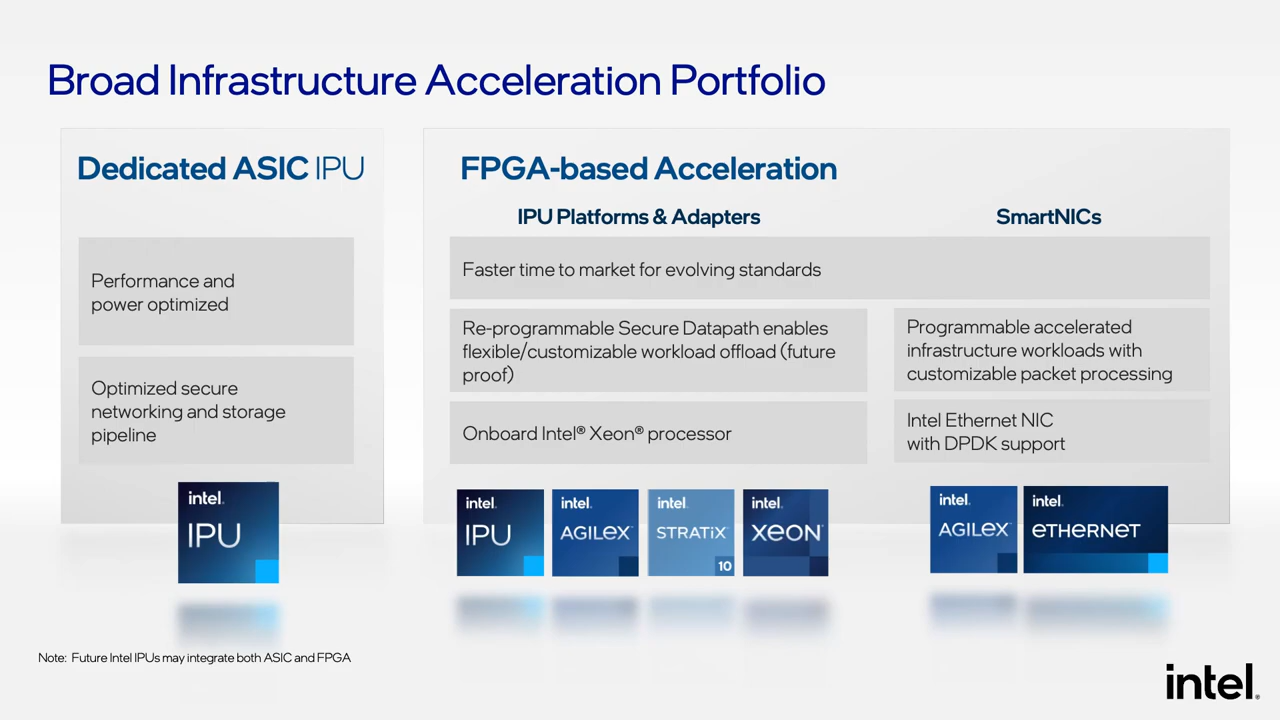 Broad Infrastructure Acceleration Portfolio
Dedicated ASIC IPU
Performance and
power optimized
Optimized secure
networking and storage
pipeline
intel.
IPU
FPGA-based Acceleration
IPU Platforms & Adapters
SmartNICs
Faster time to market for evolving standards
Re-programmable Secure Datapath enables
flexible/customizable workload offload (future
proof)
Programmable accelerated
infrastructure workloads with
customizable packet processing
Onboard Intel® Xeon® processor
Intel Ethernet NIC
with DPDK support
intel.
IPU
intel.
AGILEX
intel.
STRATIX
10
intel.
XEON
intel.
AGILEX
intel.
ETHERNET
Note: Future Intel IPUs may integrate both ASIC and FPGA
intel.